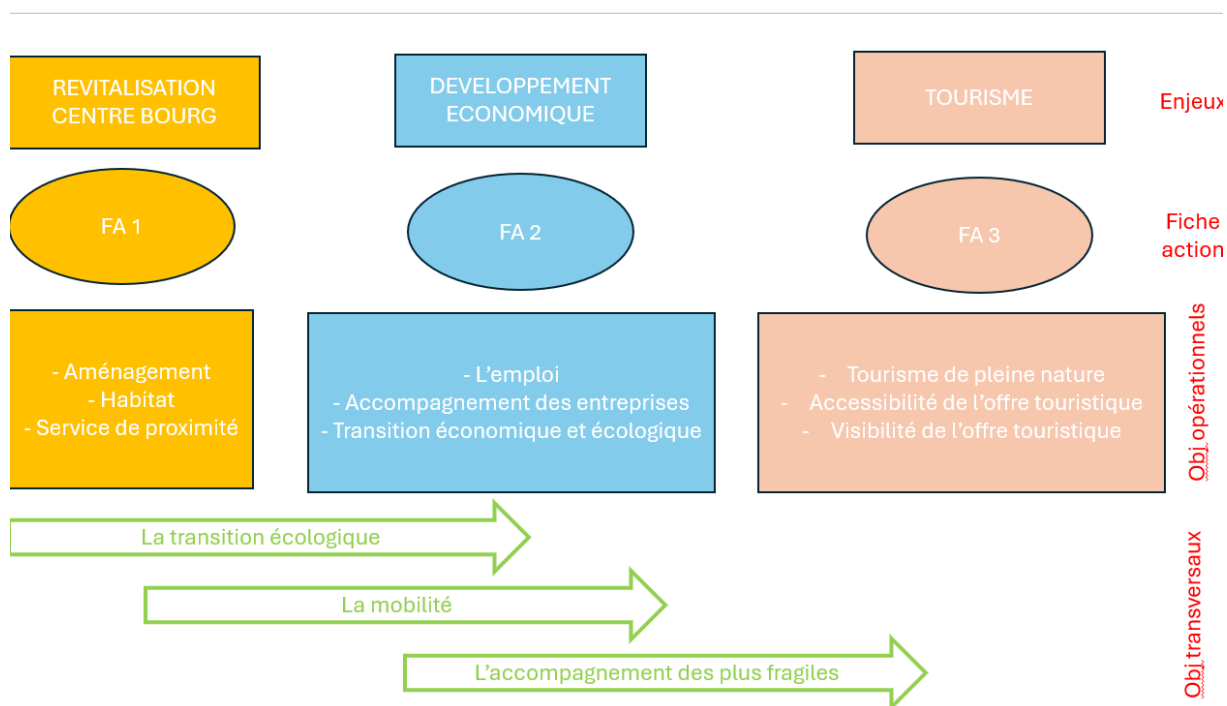 REVITALISATION
CENTRE BOURG
DEVELOPPEMENT
ECONOMIQUE
TOURISME
Enjeux
FA 1
FA 2
FA 3
Fiche
action
- Aménagement
- Habitat
- Service de proximité
- L'emploi
- Accompagnement des entreprises
- Transition économique et écologique
- Tourisme de pleine nature
- Accessibilité de l'offre touristique
- Visibilité de l'offre touristique
Obj opérationnels
La transition écologique
La mobilité
L'accompagnement des plus fragiles
Obj transversaux